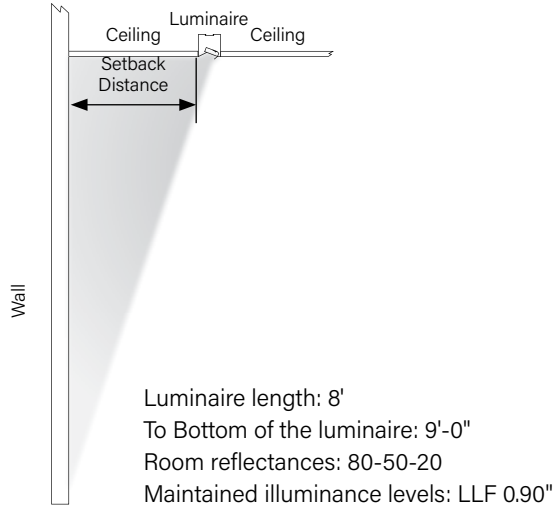 Luminaire
Ceiling Ceiling
Setback
Distance
Wall
Luminaire length: 8'
To Bottom of the luminaire: 9'-0"
Room reflectances: 80-50-20
Maintained illuminance levels: LLF 0.90"